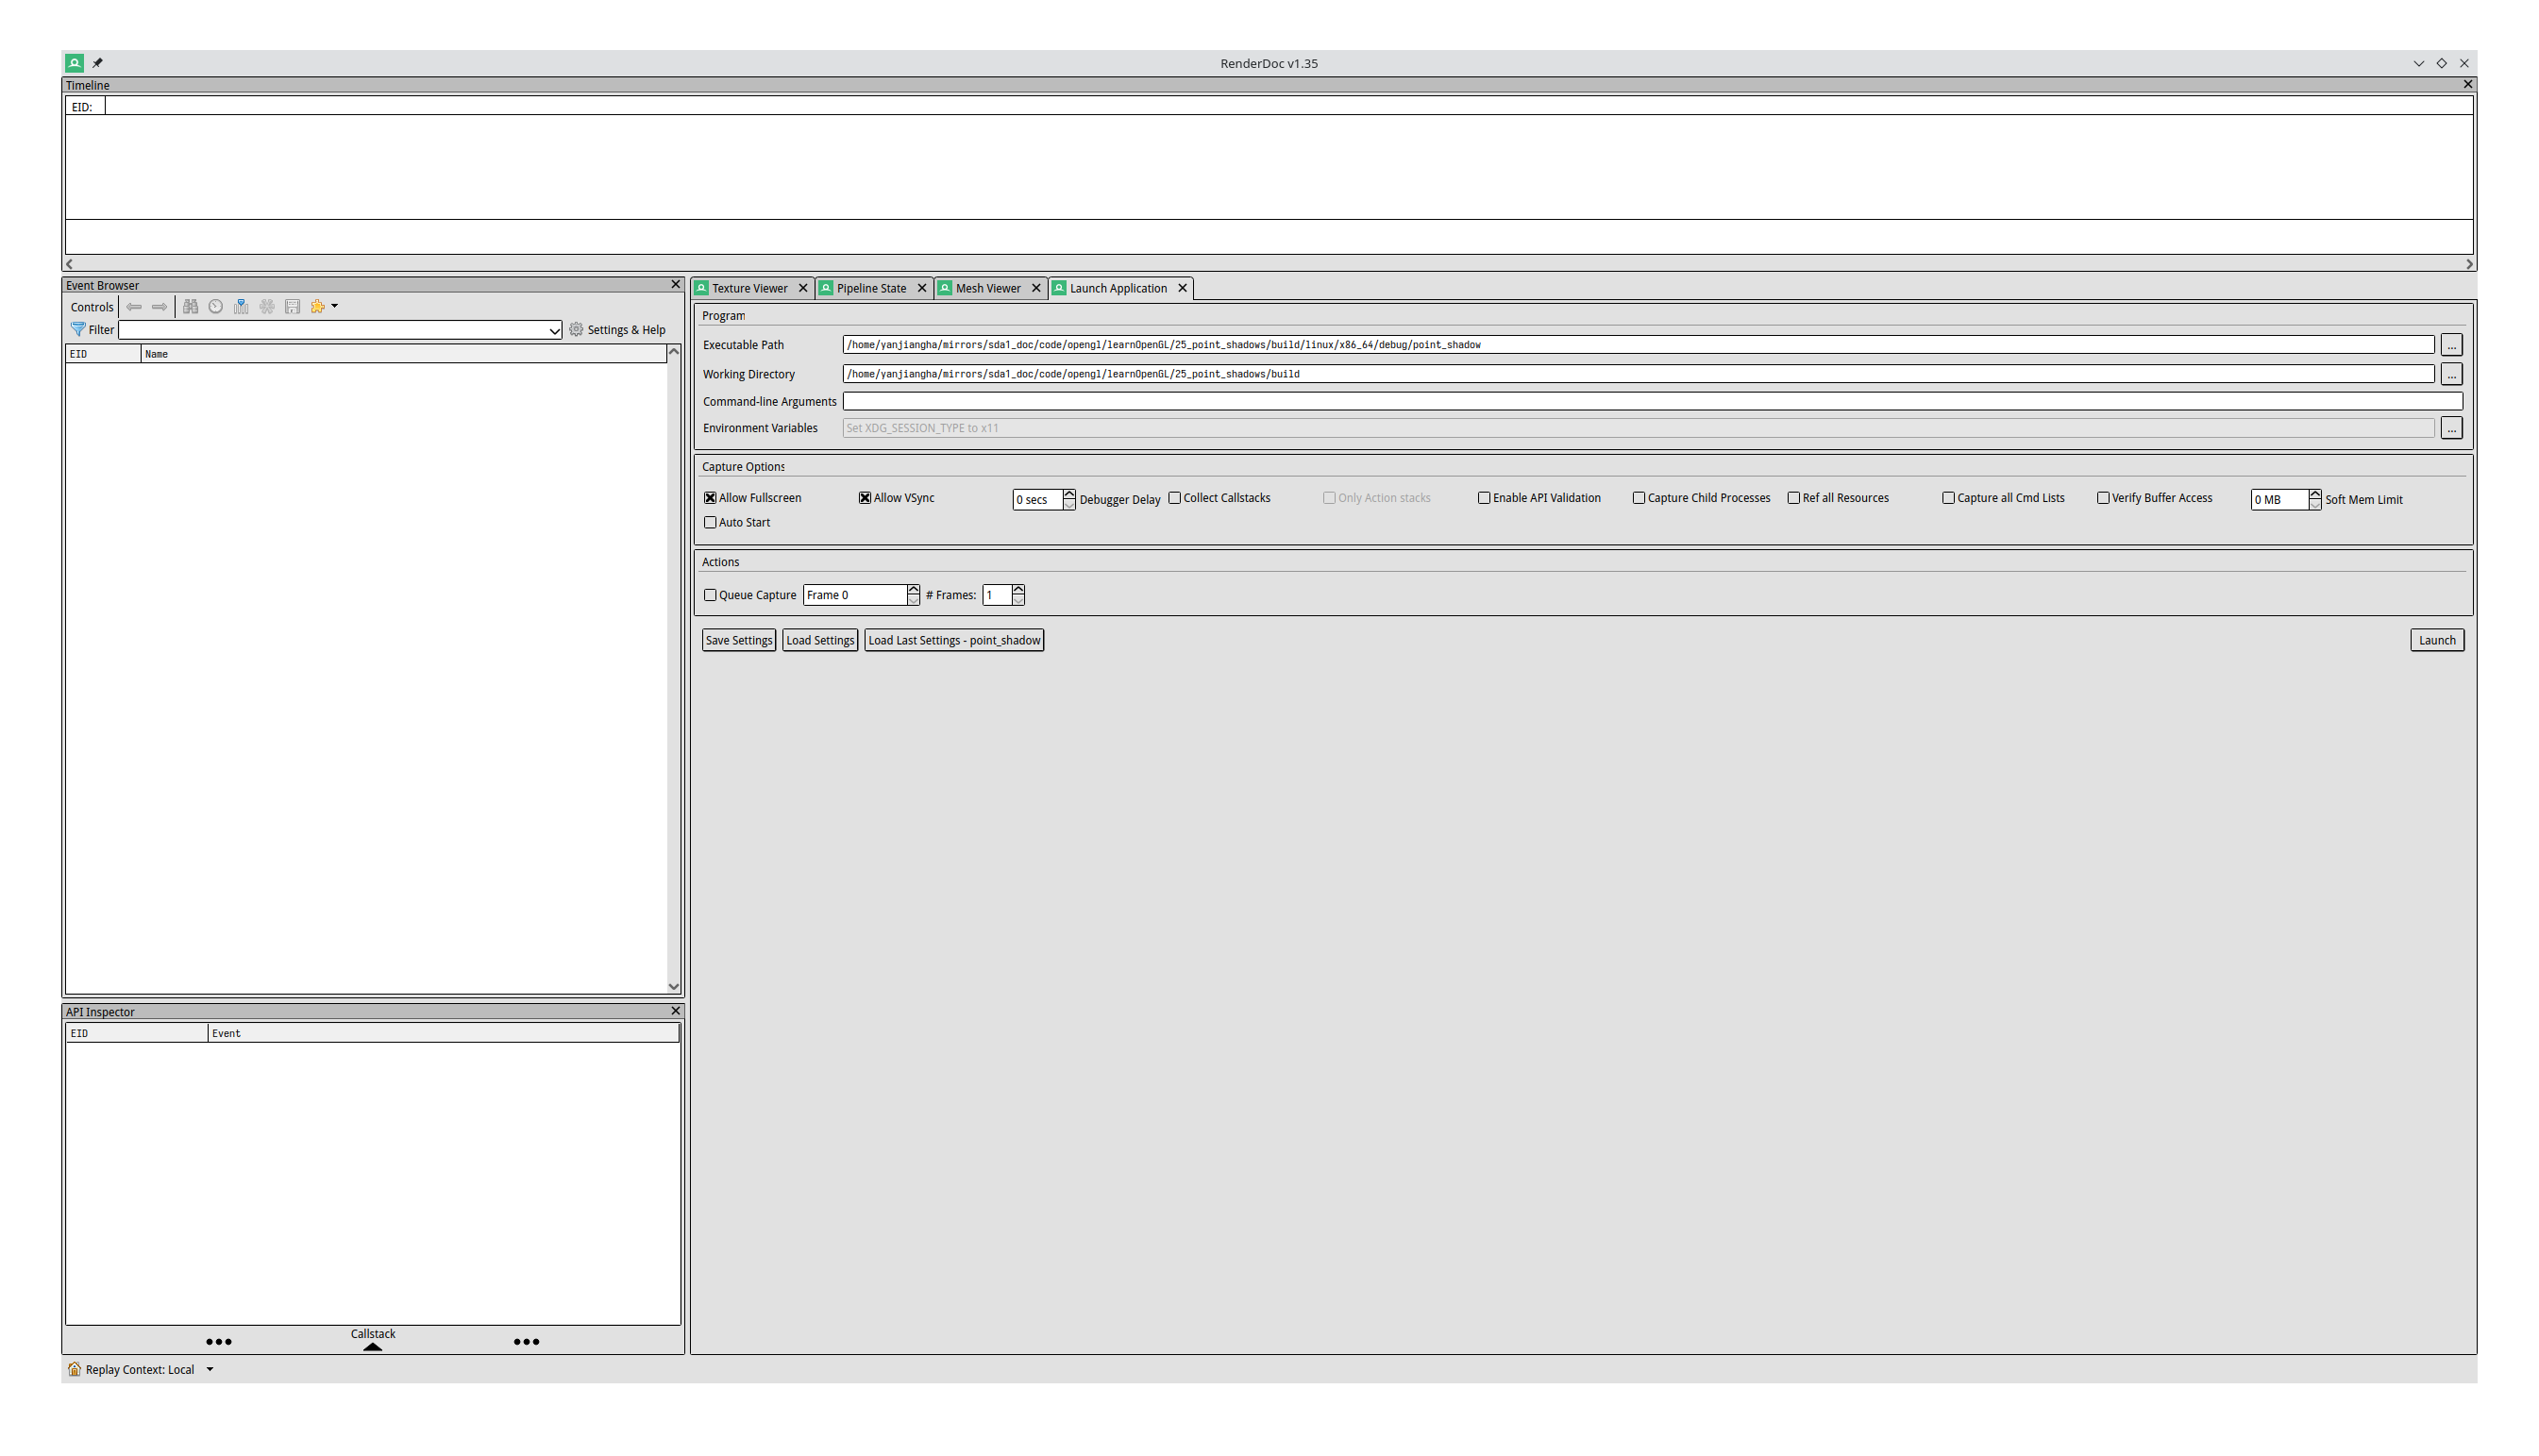 RenderDoc v1.35
Timeline
EID:
Event Browser
Controls
Filter
Settings & Help
EID Name
Texture Viewer Pipeline State Mesh Viewer Launch Application
Program
Executable Path /home/yanjiangha/mirrors/sda1_doc/code/opengl/learnOpenGL/25_point_shadows/build/linux/x86_64/debug/point_shadow ...
Working Directory /home/yanjiangha/mirrors/sda1_doc/code/opengl/learnOpenGL/25_point_shadows/build ...
Command-line Arguments
Environment Variables Set XDG_SESSION_TYPE to x11 ...
Capture Options
Allow Fullscreen Allow VSync 0 secs Debugger Delay Collect Callstacks Only Action stacks Enable API Validation Capture Child Processes Ref all Resources Capture all Cmd Lists Verify Buffer Access 0 MB Soft Mem Limit
Auto Start
Actions
Queue Capture Frame 0 # Frames: 1
Save Settings Load Settings Load Last Settings - point_shadow Launch
API Inspector
EID Event
Callstack
Replay Context: Local